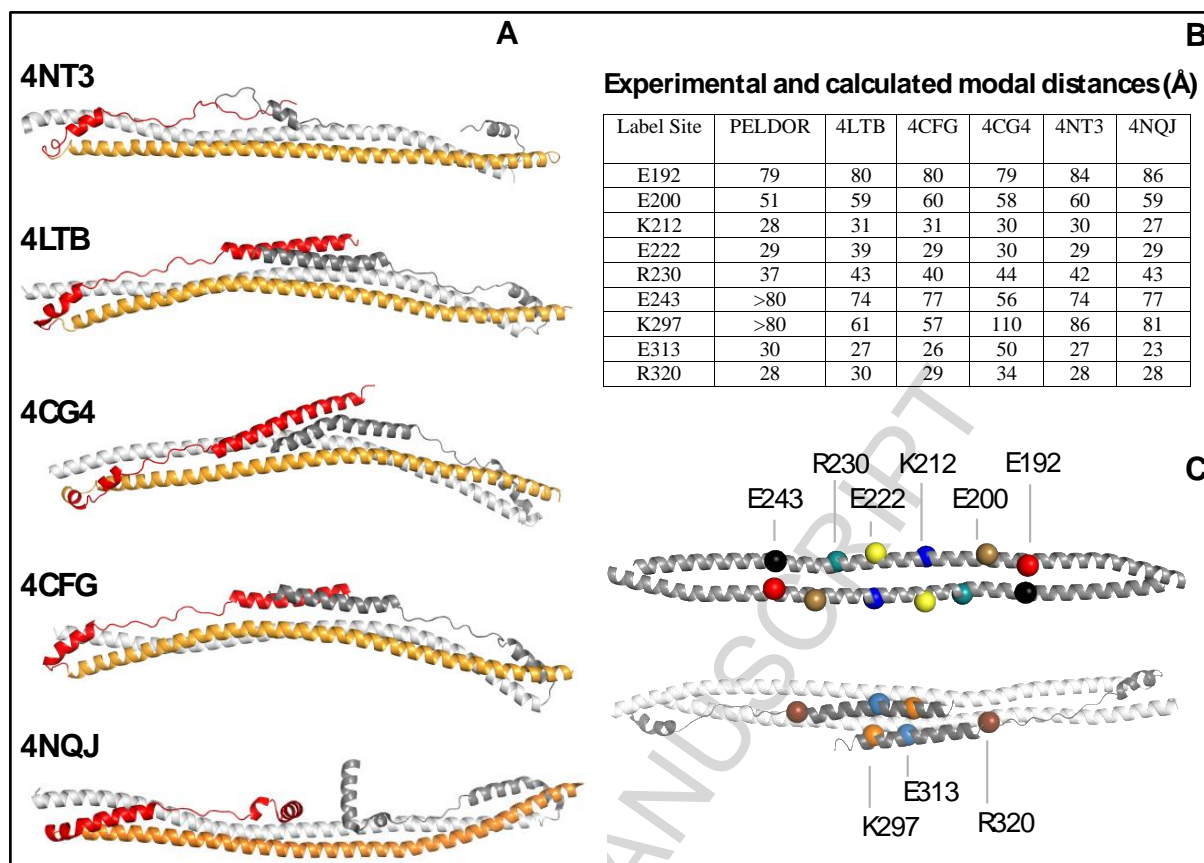 A
4NT3
4LTB
4CG4
4CFG
4NQJ
B
Experimental and calculated modal distances (Å)
Label Site PELDOR 4LTB 4CFG 4CG4 4NT3 4NQJ
E192 79 80 80 79 84 86
E200 51 59 60 58 60 59
K212 28 31 31 30 30 27
E222 29 39 29 30 29 29
R230 37 43 40 44 42 43
E243 >80 74 77 56 74 77
K297 >80 61 57 110 86 81
E313 30 27 26 50 27 23
R320 28 30 29 34 28 28
C
R230 K212 E192
E243 E222 E200
E313
K297 R320
ANUSCRIPT